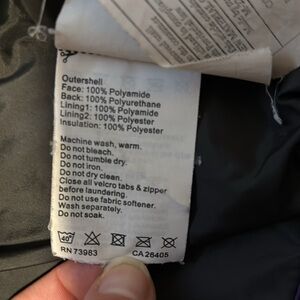 Outershell
Face: 100% Polyamide
Back: 100% Polyurethane
Lining1: 100% Polyamide
Lining2: 100% Polyester
Insulation: 100% Polyester
Machine wash, warm.
Do not bleach.
Do not tumble dry.
Do not iron.
Do not dry clean.
Close all velcro tabs & zipper
before laundering.
Do not use fabric softener.
Wash separately.
Do not soak.
40°
RN 73983 CA 26405